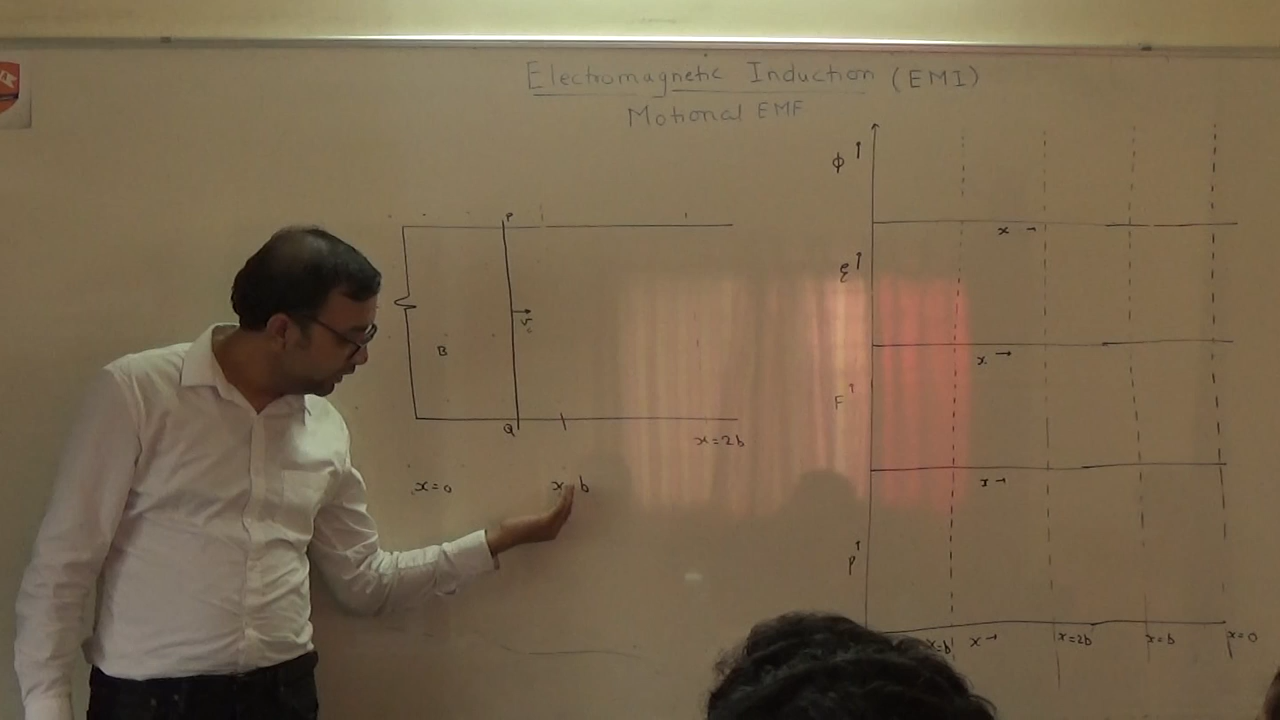 Electromagnetic Induction (EMI)
Motional EMF
P
B
v
Q
x=2b
x=0
x=b
ϕ ↑
x →
ε ↑
x →
F ↑
x →
P ↑
x=b
x →
x=2b
x=b
x=0